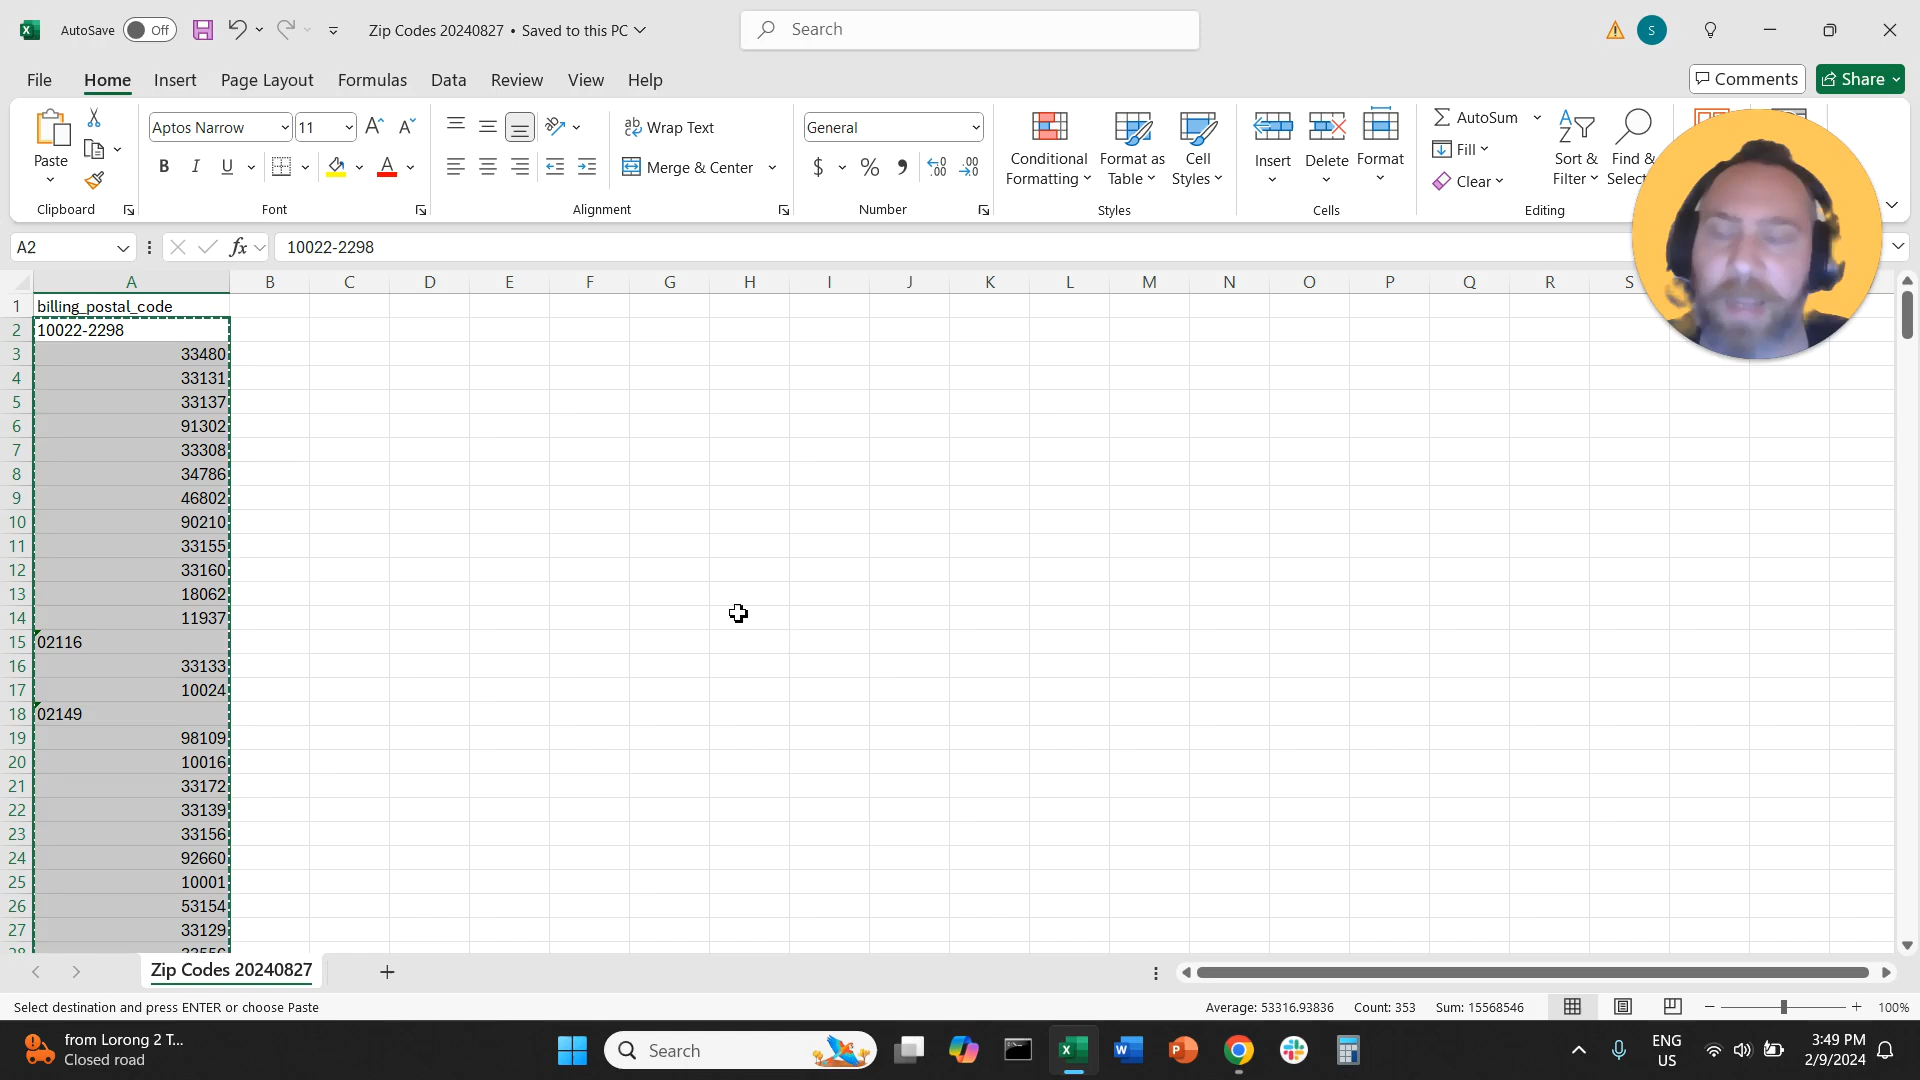 AutoSave Off Zip Codes 20240827 • Saved to this PC Search S
File Home Insert Page Layout Formulas Data Review View Help Comments Share
Paste
Clipboard
Aptos Narrow 11
B I U A
Font
ab Wrap Text
Merge & Center
Alignment
General
$ % 9 .00 .00
Number
Conditional Formatting
Format as Table
Cell Styles
Styles
Insert Delete Format
Cells
AutoSum
Fill
Clear
Sort & Filter
Find &
Editing
A2 fx 10022-2298
A B C D E F G H I J K L M N O P Q R S
1 billing_postal_code
2 10022-2298
3 33480
4 33131
5 33137
6 91302
7 33308
8 34786
9 46802
10 90210
11 33155
12 33160
13 18062
14 11937
15 02116
16 33133
17 10024
18 02149
19 98109
20 10016
21 33172
22 33139
23 33156
24 92660
25 10001
26 53154
27 33129
28
Zip Codes 20240827
Select destination and press ENTER or choose Paste Average: 53316.93836 Count: 353 Sum: 15568546 100%
from Lorong 2 T...
Closed road
Search
ENG
US
3:49 PM
2/9/2024